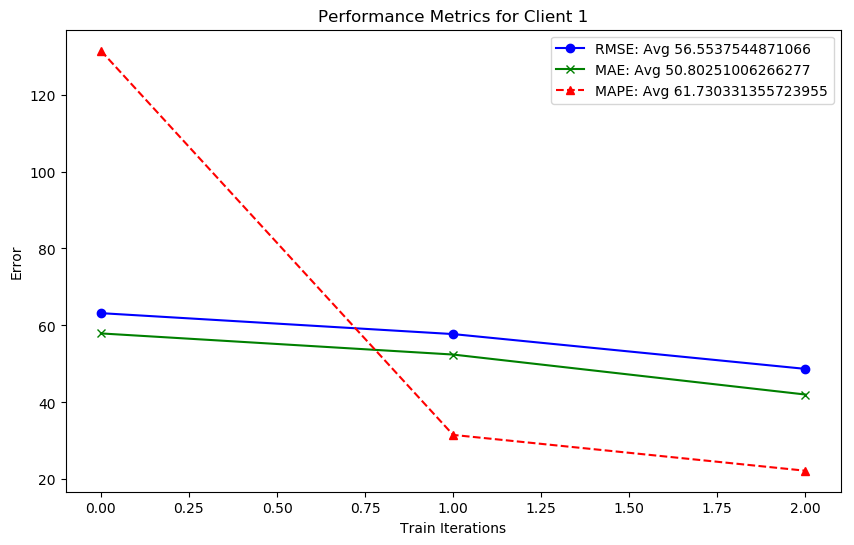 Performance Metrics for Client 1
RMSE: Avg 56.5537544871066
MAE: Avg 50.80251006266277
MAPE: Avg 61.730331355723955
120
100
80
60
40
20
Error
0.00 0.25 0.50 0.75 1.00 1.25 1.50 1.75 2.00
Train Iterations